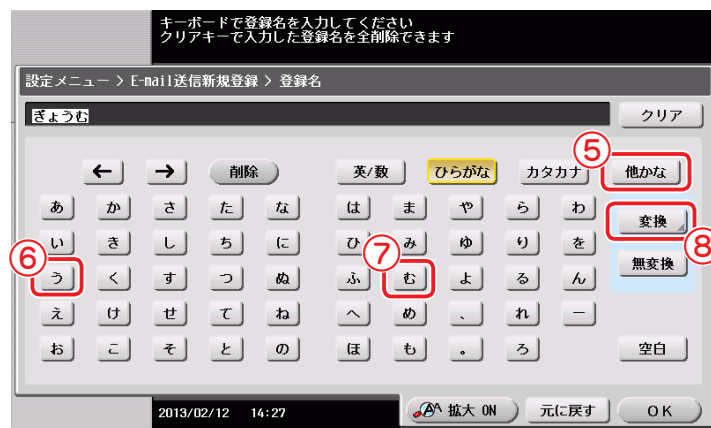 キーボードで登録名を入力してください
クリアキーで入力した登録名を全削除できます
設定メニュー > E-mail送信新規登録 > 登録名
ぎょうむ クリア
⑤
← → 削除 英/数 ひらがな カタカナ 他かな
あ か さ た な は ま や ら わ 変換
⑧
い き し ち に ひ み ゆ り を
⑥ ⑦
う く す つ ぬ ふ む よ る ん 無変換
え け せ て ね へ め 、 れ ー
お こ そ と の ほ も 。 ろ 空白
2013/02/12 14:27 AA 拡大 ON 元に戻す OK